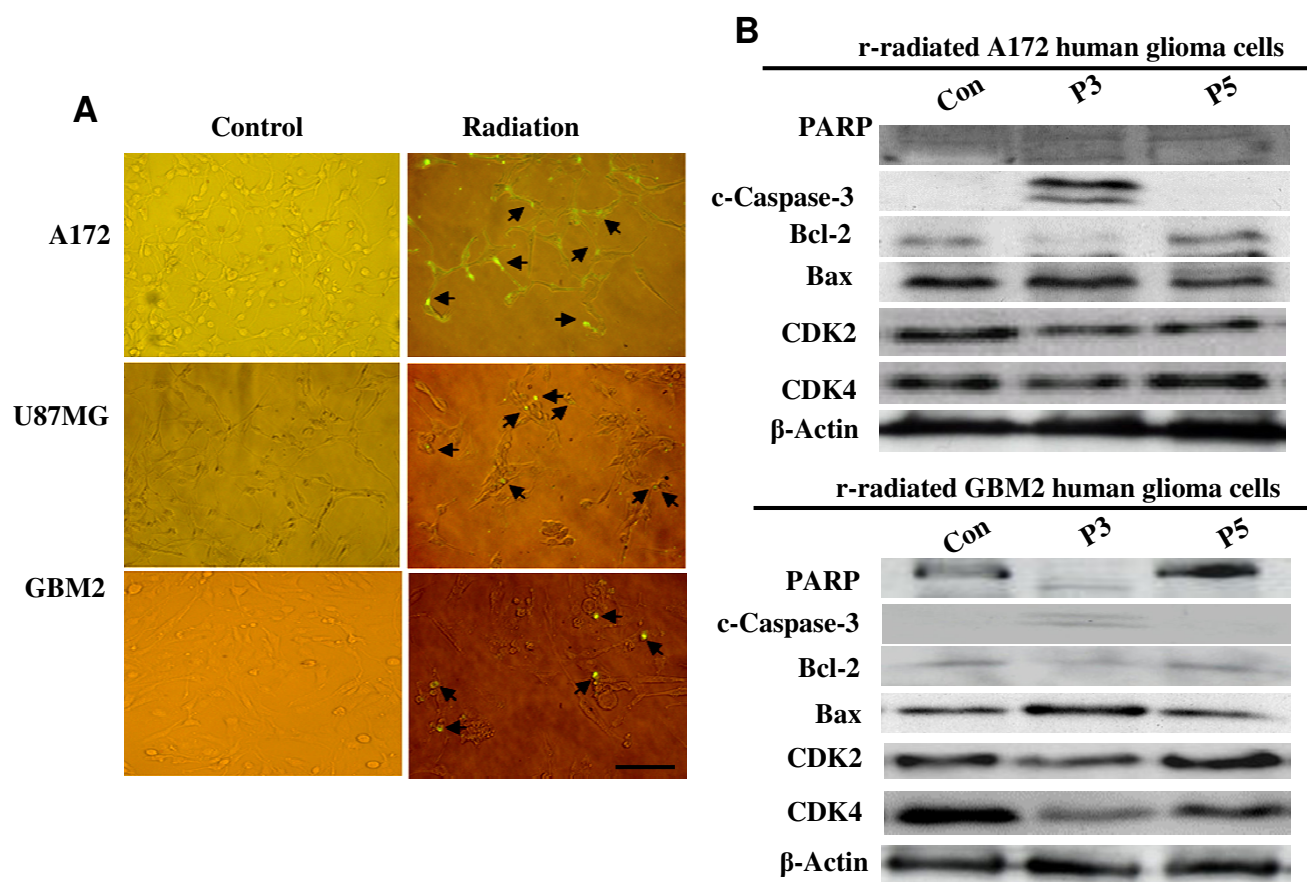 A
Control Radiation
A172
U87MG
GBM2
B
r-radiated A172 human glioma cells
Con P3 P5
PARP
c-Caspase-3
Bcl-2
Bax
CDK2
CDK4
β-Actin
r-radiated GBM2 human glioma cells
Con P3 P5
PARP
c-Caspase-3
Bcl-2
Bax
CDK2
CDK4
β-Actin